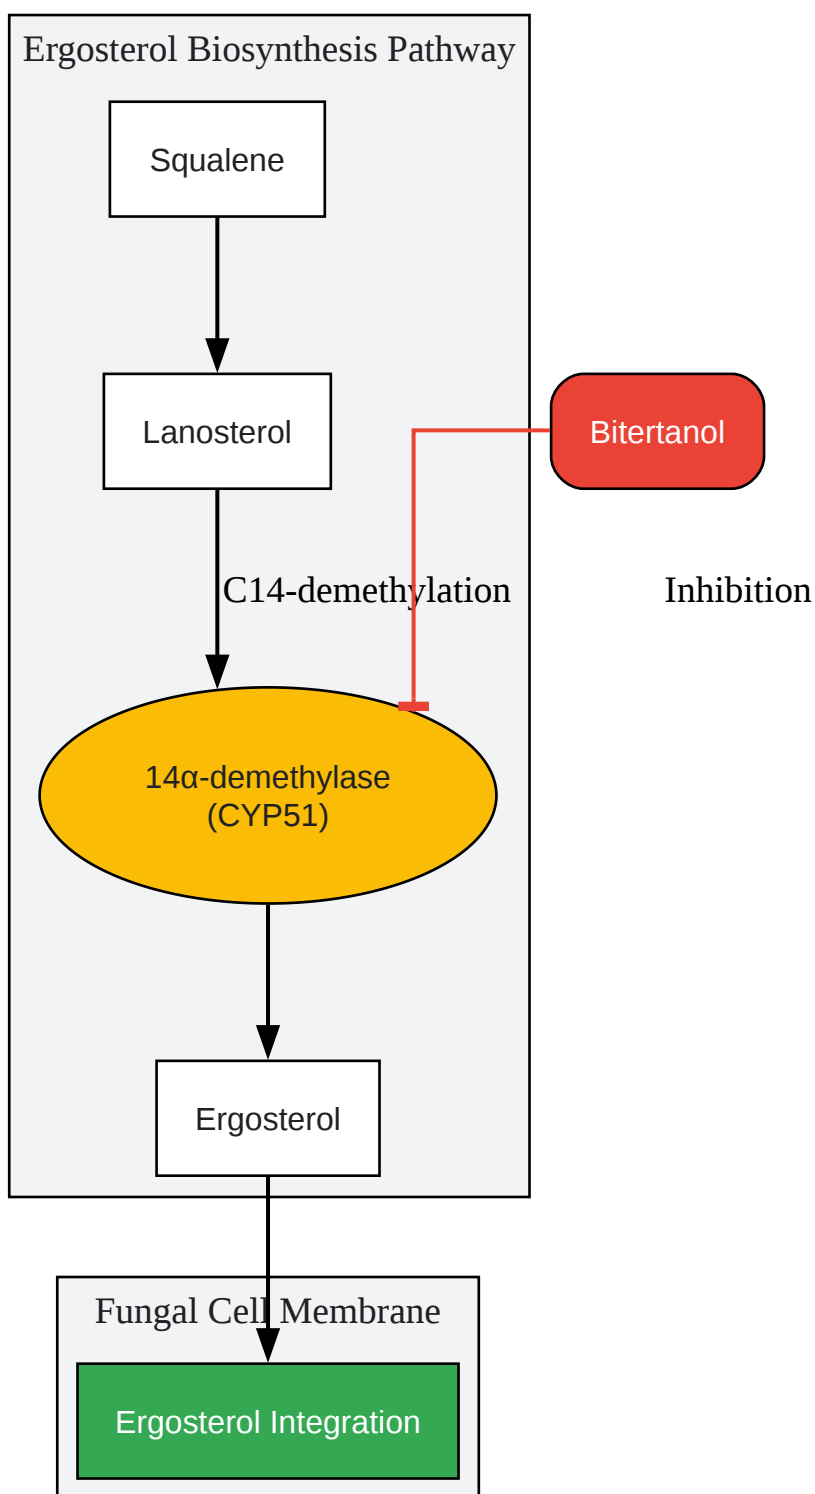 Ergosterol Biosynthesis Pathway
Squalene
Lanosterol
Bitertanol
C14-demethylation
Inhibition
14α-demethylase
(CYP51)
Ergosterol
Fungal Cell Membrane
Ergosterol Integration